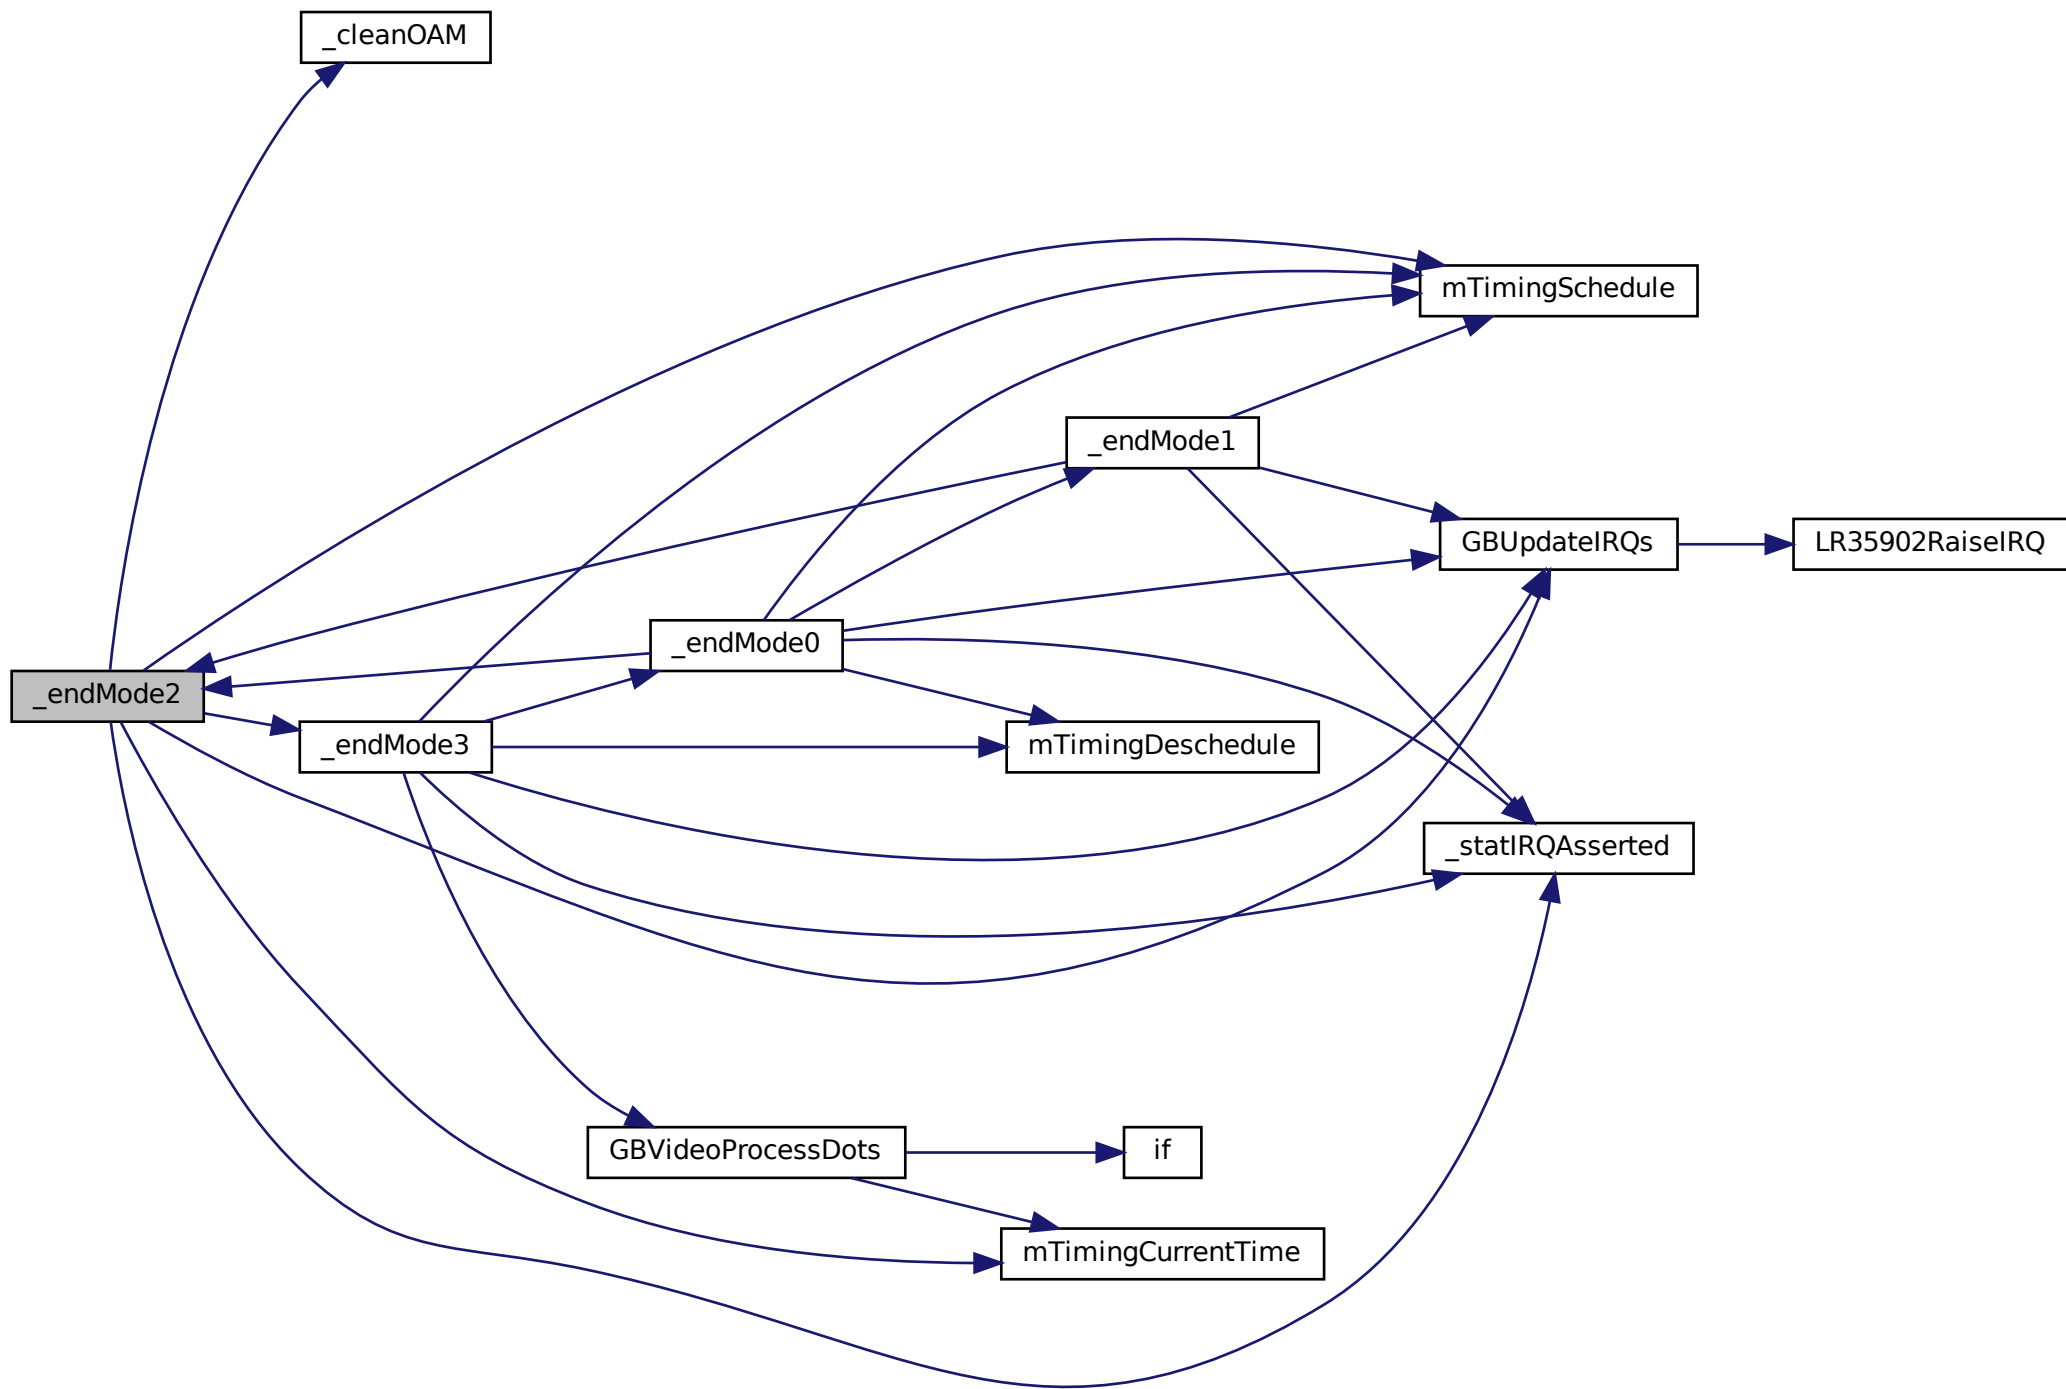 _cleanOAM
mTimingSchedule
_endMode1
GBUpdateIRQs
LR35902RaiseIRQ
_endMode0
_endMode2
_endMode3
mTimingDeschedule
_statIRQAsserted
GBVideoProcessDots
if
mTimingCurrentTime